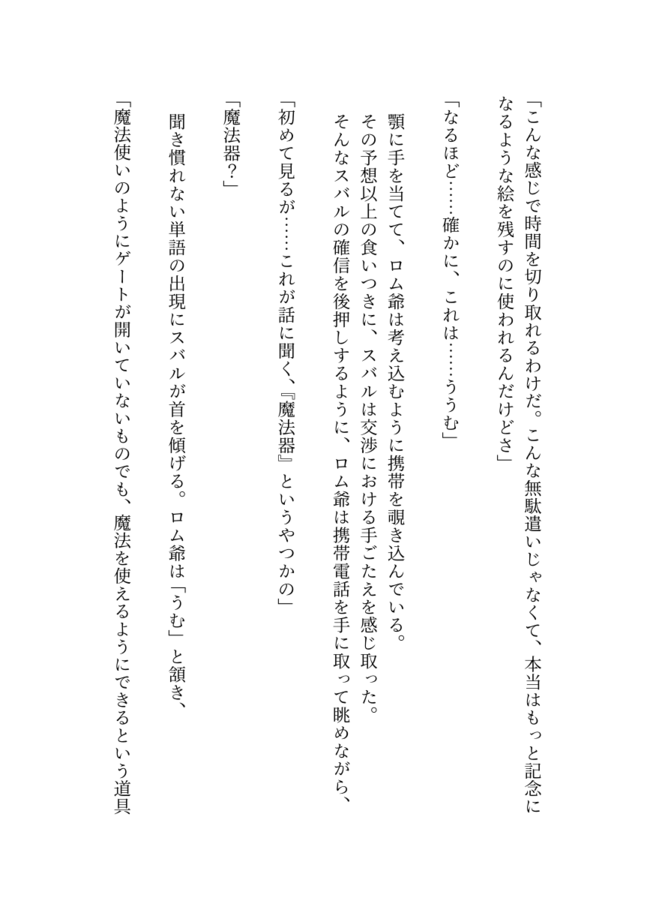 「こんな感じで時間を切り取れるわけだ。こんな無駄遣いじゃなくて、本当はもっと記念に
なるような絵を残すのに使われるんだけどさ」
「なるほど……確かに、これは……ううむ」
顎に手を当てて、ロム爺は考え込むように携帯を覗き込んでいる。
その予想以上の食いつきに、スバルは交渉における手ごたえを感じ取った。
そんなスバルの確信を後押しするように、ロム爺は携帯電話を手に取って眺めながら、
「初めて見るが……これが話に聞く、『魔法器』というやつかの」
「魔法器？」
聞き慣れない単語の出現にスバルが首を傾げる。ロム爺は「うむ」と頷き、
「魔法使いのようにゲートが開いていないものでも、魔法を使えるようにできるという道具